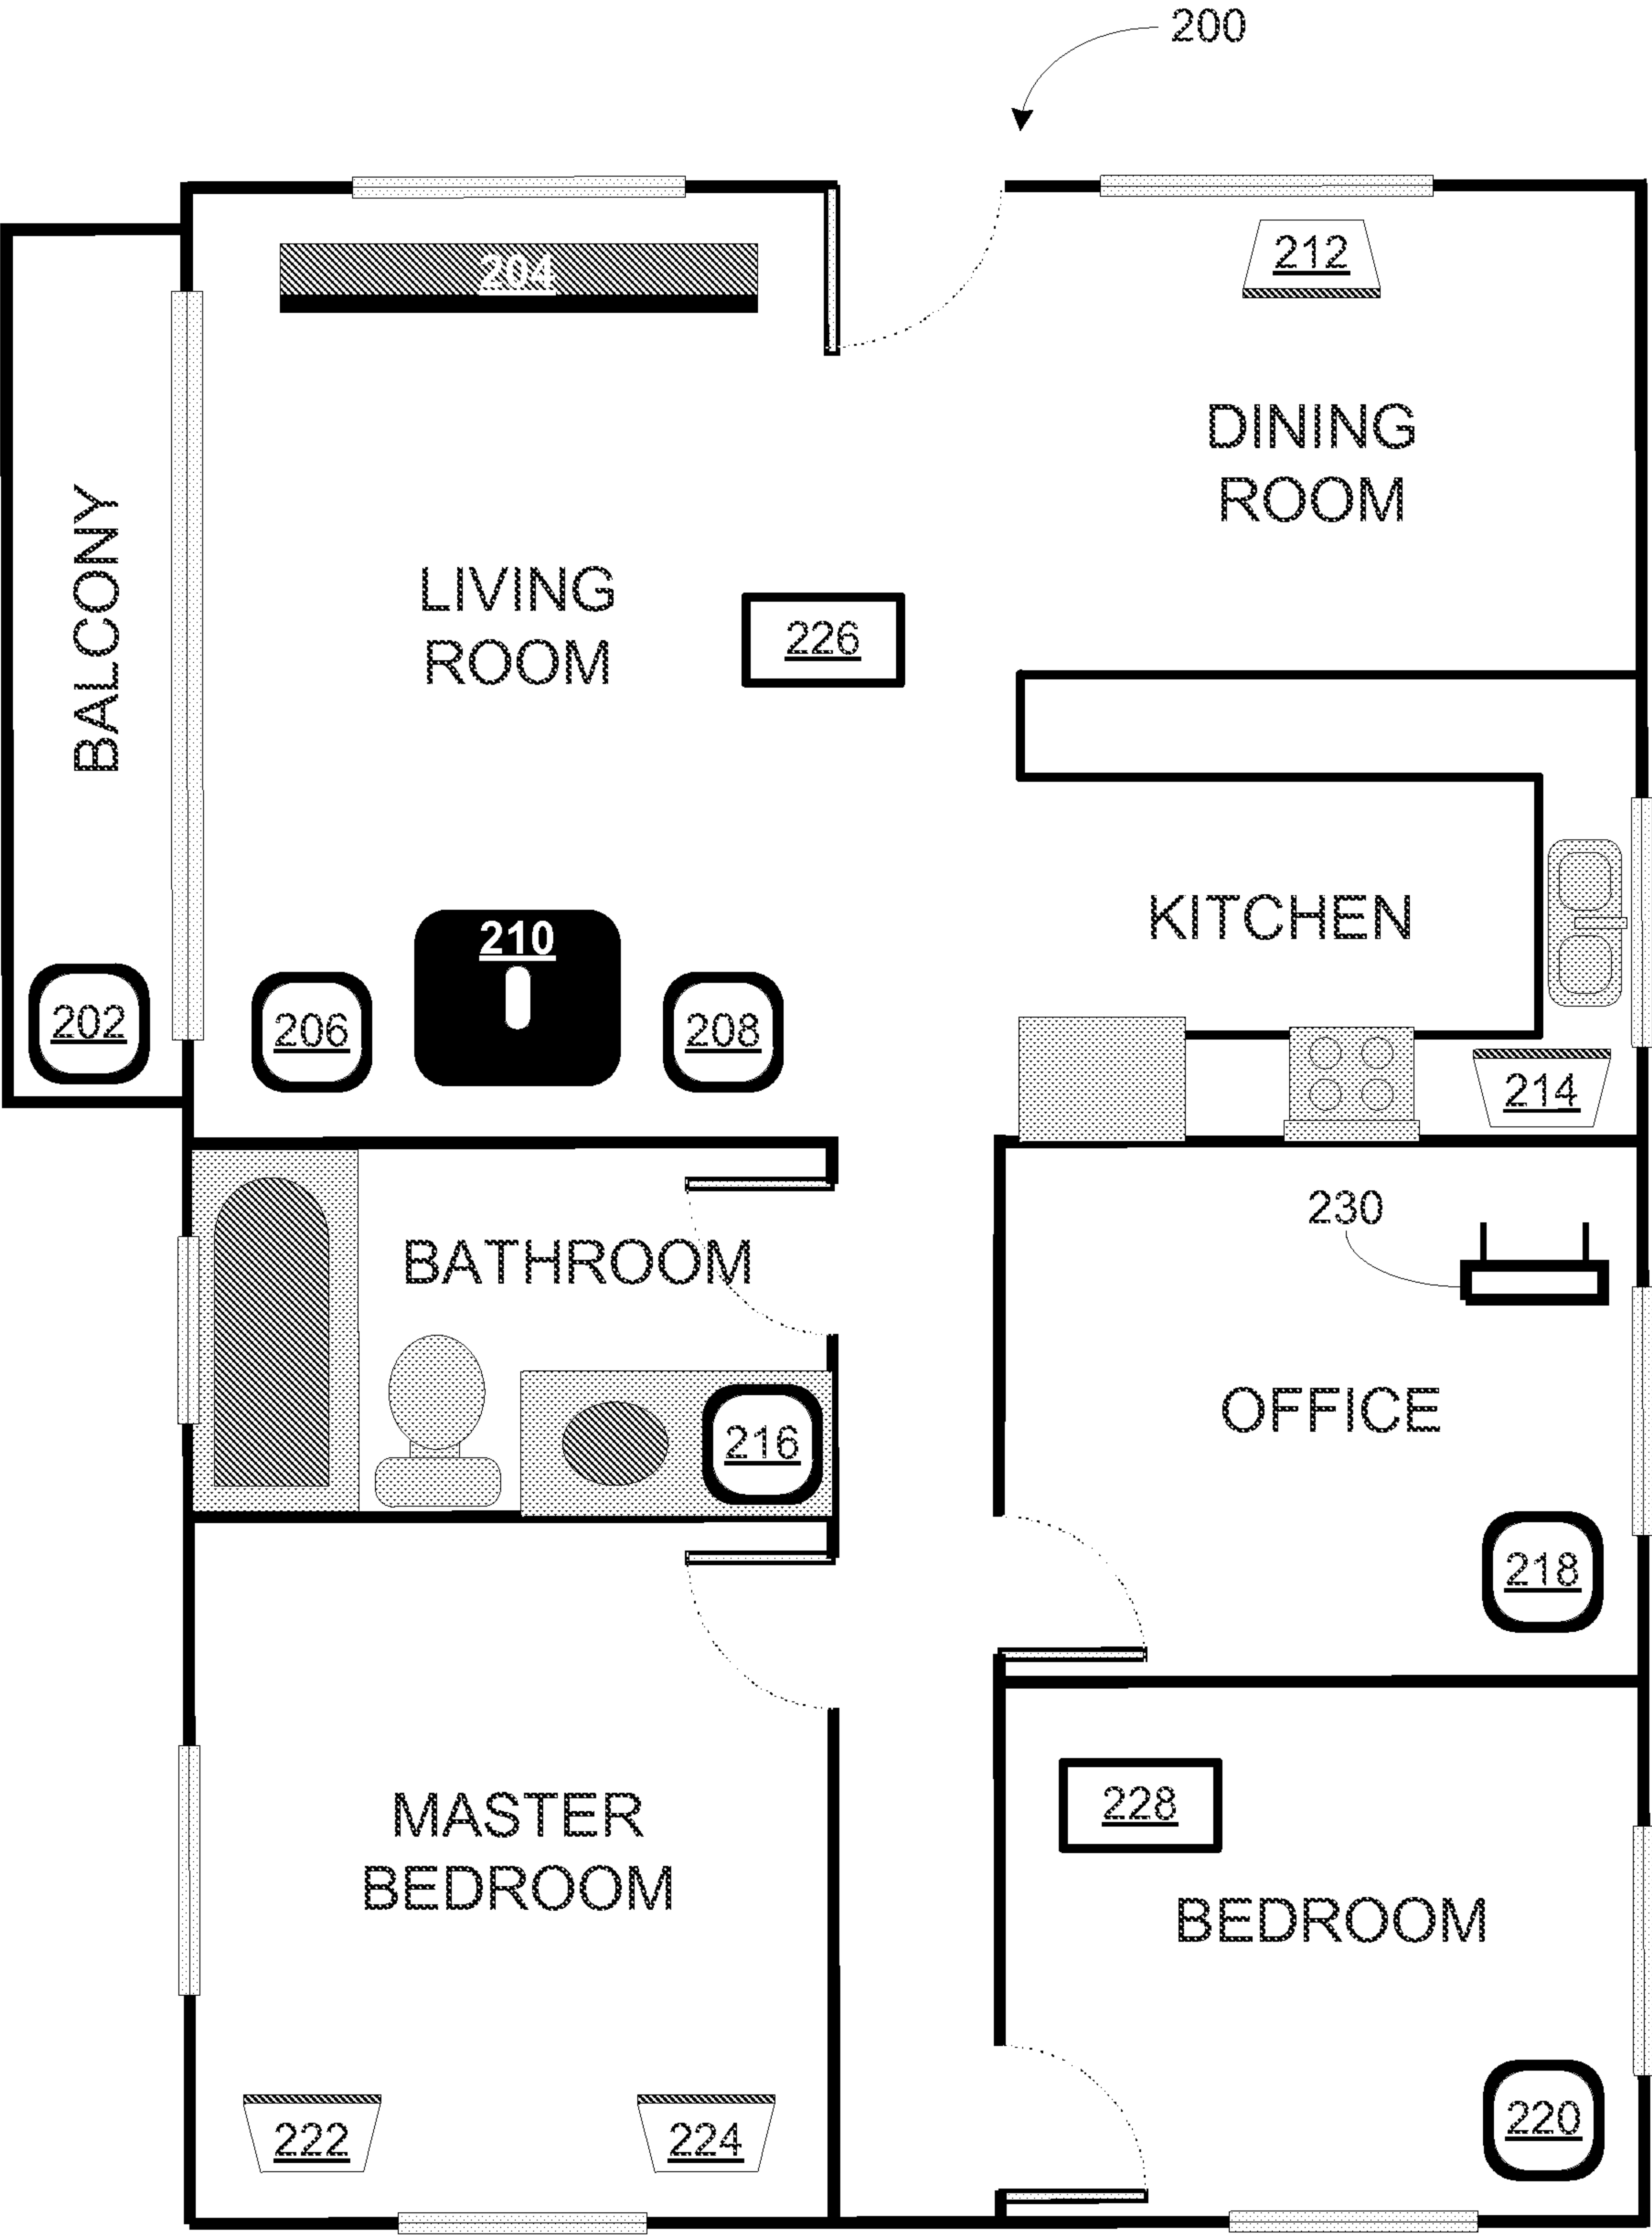 200
204
212
DINING
ROOM
BALCONY
LIVING
ROOM
226
KITCHEN
210
202
206
208
214
230
BATHROOM
OFFICE
216
218
MASTER
BEDROOM
228
BEDROOM
222
224
220